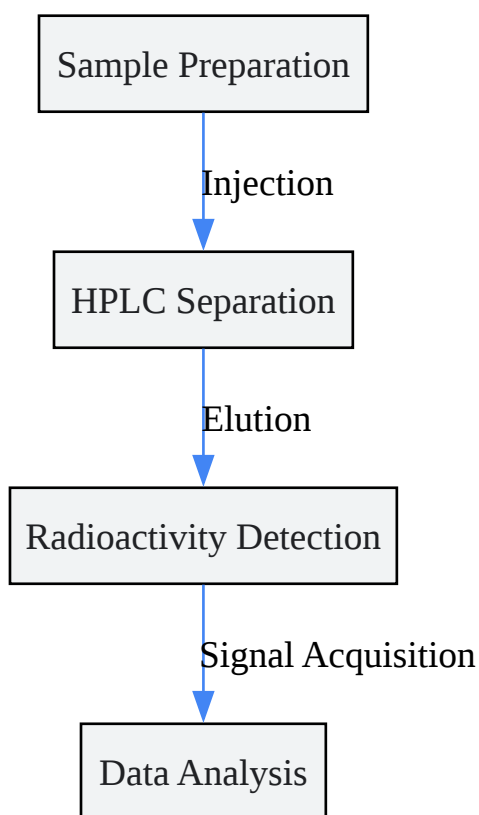 Sample Preparation
Injection
HPLC Separation
Elution
Radioactivity Detection
Signal Acquisition
Data Analysis